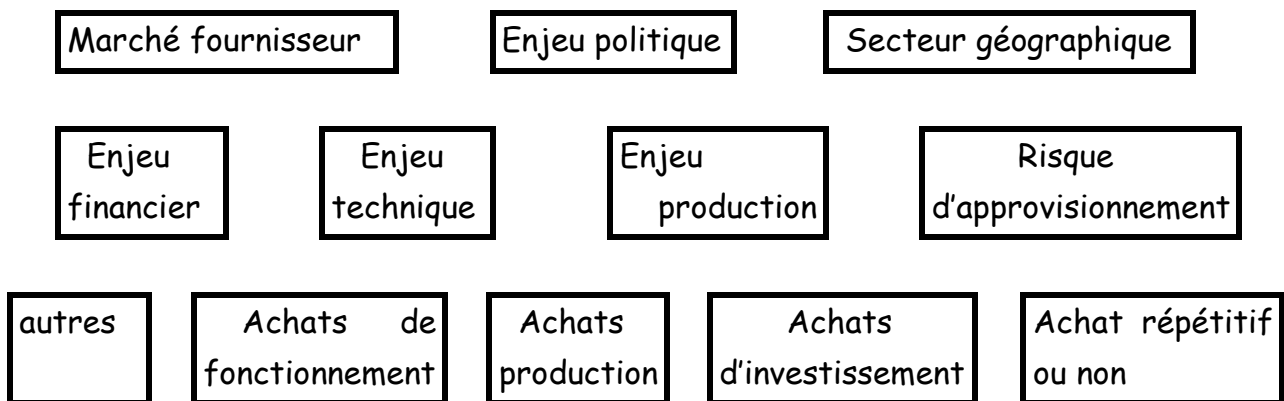 Marché fournisseur
Enjeu politique
Secteur géographique
Enjeu
financier
Enjeu
technique
Enjeu
production
Risque
d'approvisionnement
autres
Achats de
fonctionnement
Achats
production
Achats
d'investissement
Achat répétitif
ou non